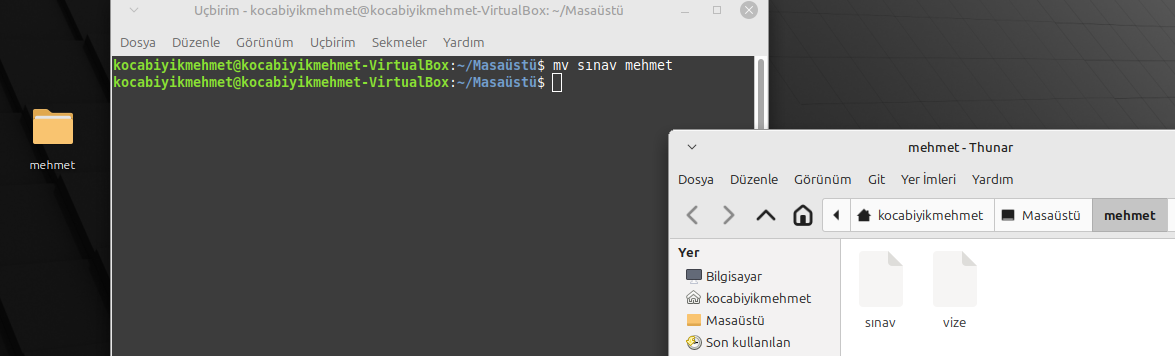 Uçbirim - kocabiyikmehmet@kocabiyikmehmet-VirtualBox: ~/Masaüstü
Dosya Düzenle Görünüm Uçbirim Sekmeler Yardım
kocabiyikmehmet@kocabiyikmehmet-VirtualBox:~/Masaüstü$ mv sınav mehmet
kocabiyikmehmet@kocabiyikmehmet-VirtualBox:~/Masaüstü$
mehmet
mehmet - Thunar
Dosya Düzenle Görünüm Git Yer İmleri Yardım
kocabiyikmehmet Masaüstü mehmet
Yer
Bilgisayar
kocabiyikmehmet
Masaüstü
Son kullanılan
sınav vize